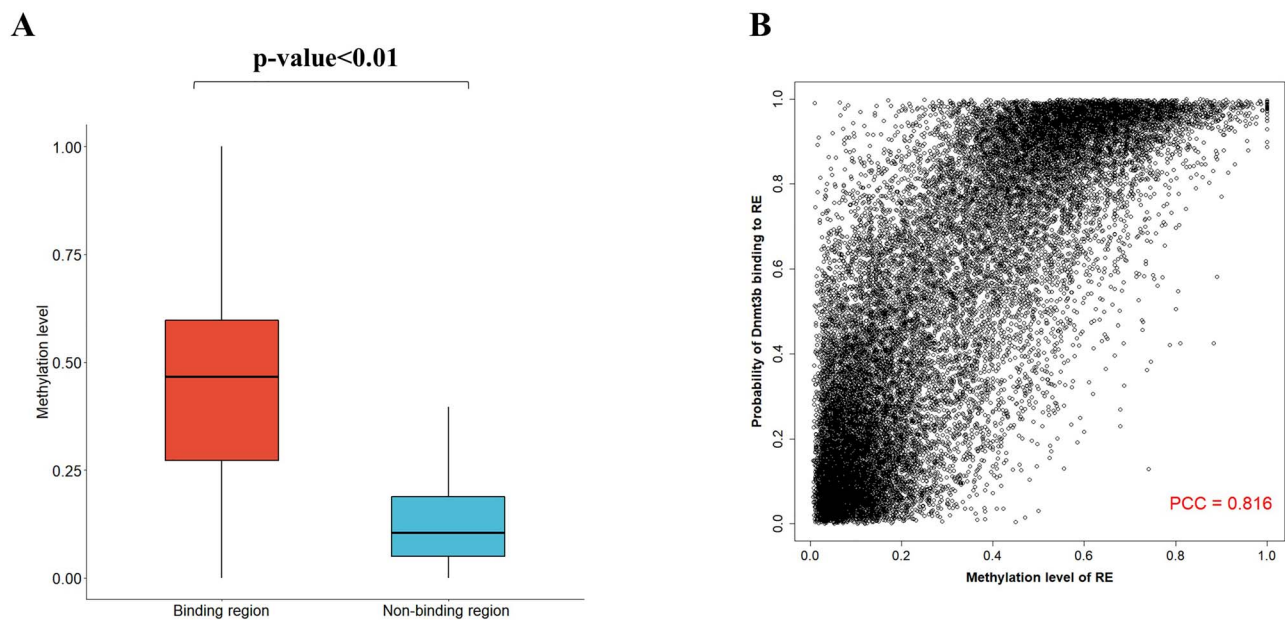 A
p-value<0.01
Methylation level
1.00
0.75
0.50
0.25
0.00
Binding region
Non-binding region
B
Probability of Dnmt3b binding to RE
1.0
0.8
0.6
0.4
0.2
0.0
PCC = 0.816
0.0
0.2
0.4
0.6
0.8
1.0
Methylation level of RE